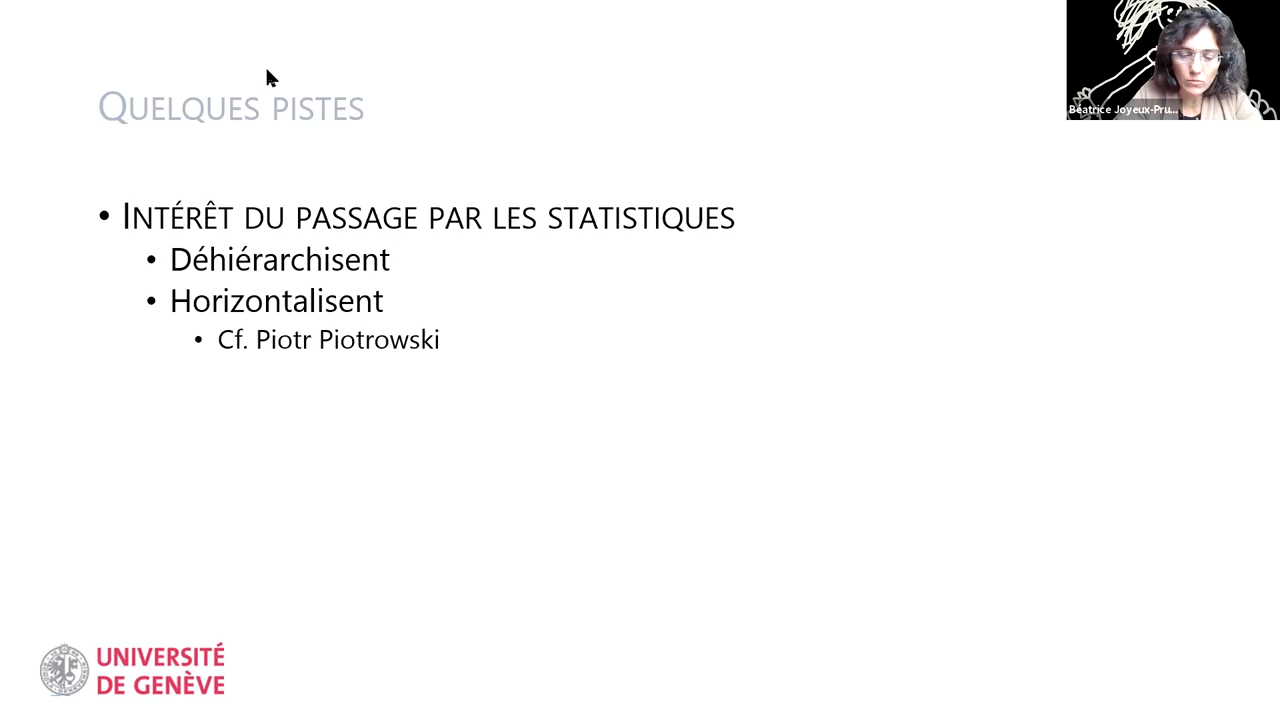 QUELQUES PISTES
Béatrice Joyeux-Pru...
• INTÉRÊT DU PASSAGE PAR LES STATISTIQUES
• Déhiérarchisent
• Horizontalisent
• Cf. Piotr Piotrowski
UNIVERSITÉ
DE GENÈVE